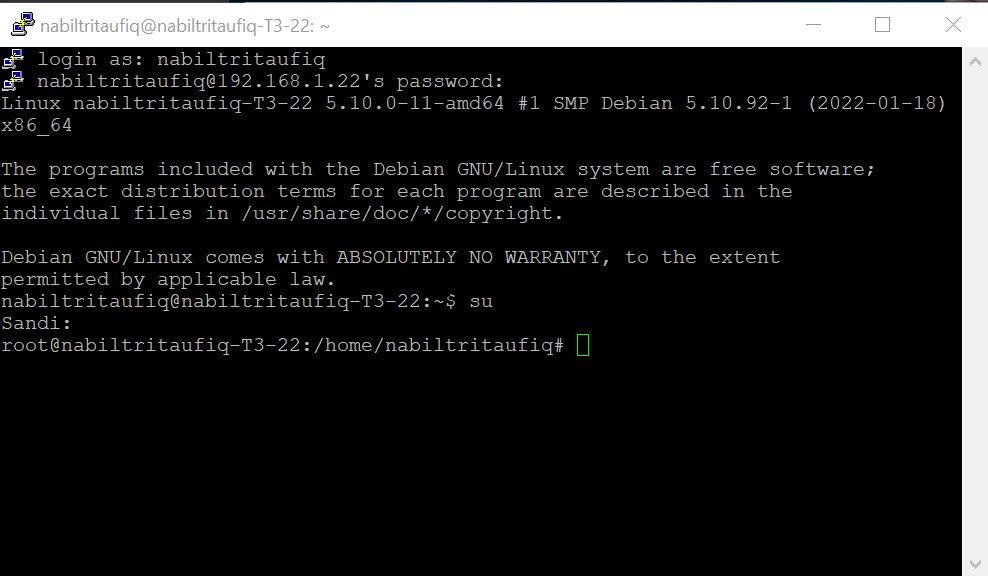 nabiltritaufiq@nabiltritaufiq-T3-22: ~
login as: nabiltritaufiq
nabiltritaufiq@192.168.1.22's password:
Linux nabiltritaufiq-T3-22 5.10.0-11-amd64 #1 SMP Debian 5.10.92-1 (2022-01-18)
x86_64
The programs included with the Debian GNU/Linux system are free software;
the exact distribution terms for each program are described in the
individual files in /usr/share/doc/*/copyright.
Debian GNU/Linux comes with ABSOLUTELY NO WARRANTY, to the extent
permitted by applicable law.
nabiltritaufiq@nabiltritaufiq-T3-22:~$ su
Sandi:
root@nabiltritaufiq-T3-22:/home/nabiltritaufiq#